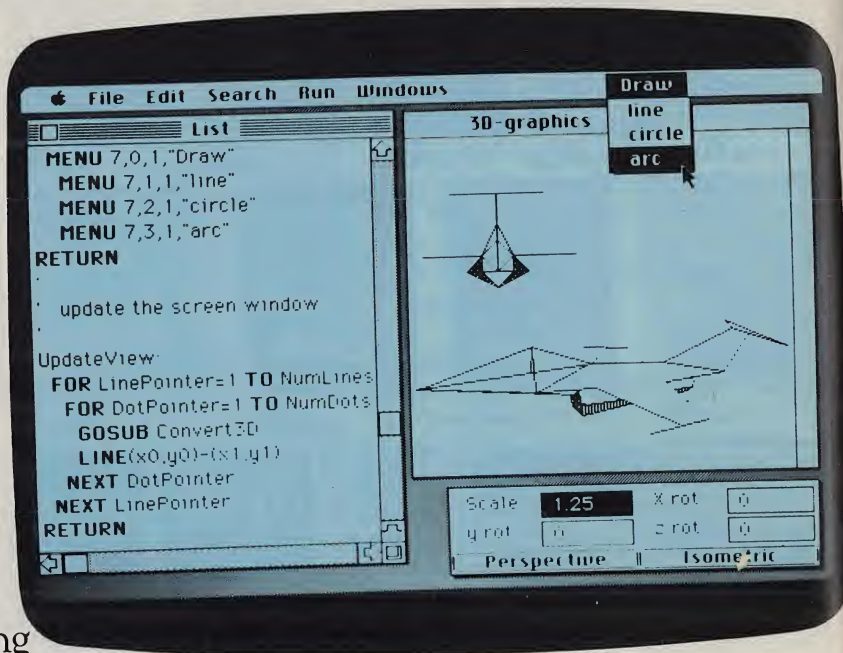 File Edit Search Run Windows Draw
line
circle
arc
List
MENU 7,0,1,"Draw"
MENU 7,1,1,"line"
MENU 7,2,1,"circle"
MENU 7,3,1,"arc"
RETURN
'
' update the screen window
'
UpdateView:
FOR LinePointer=1 TO NumLines
FOR DotPointer=1 TO NumDots
GOSUB Convert3D
LINE(x0,y0)-(x1,y1)
NEXT DotPointer
NEXT LinePointer
RETURN
3D-graphics
Scale 1.25 X rot 0
y rot 0 z rot 0
Perspective Isometric